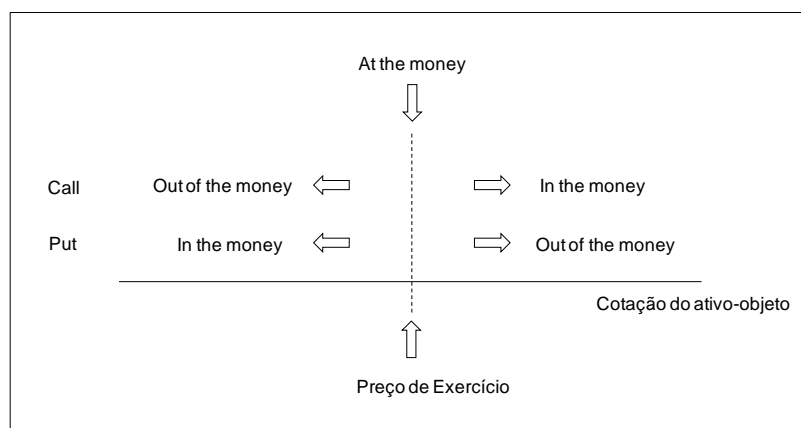 At the money
Call Out of the money In the money
Put In the money Out of the money
Cotação do ativo-objeto
Preço de Exercício